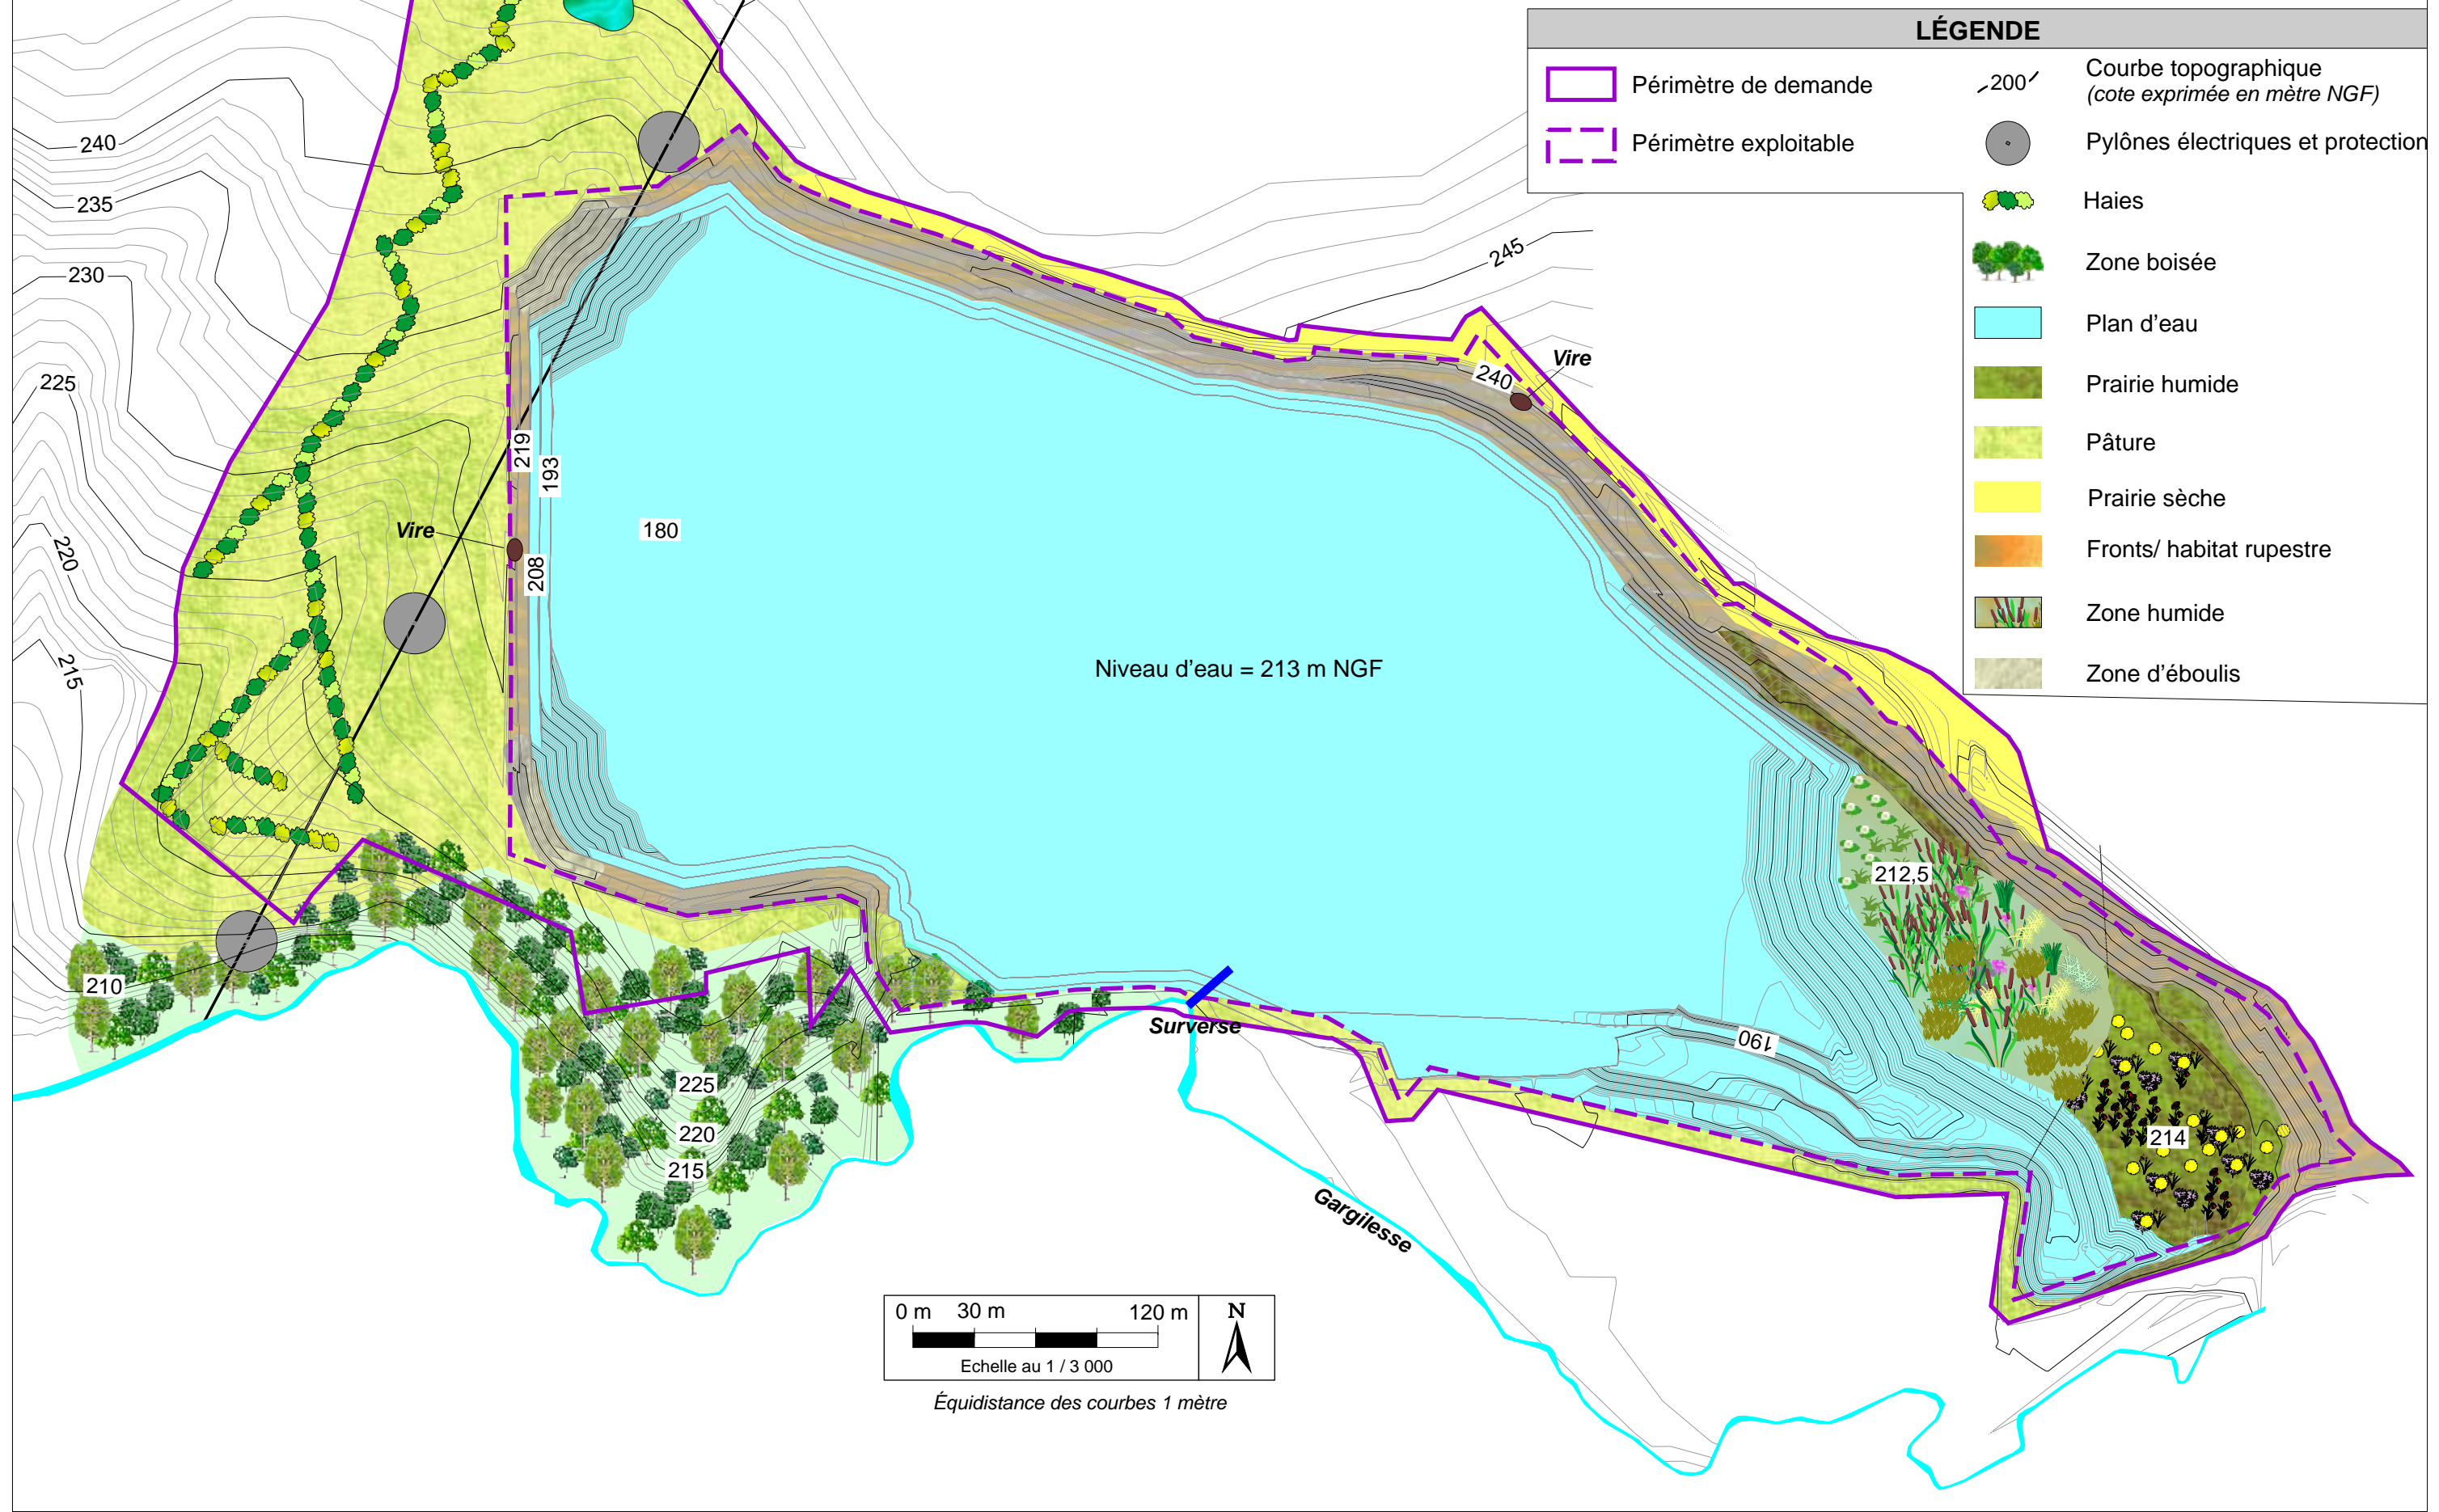 LÉGENDE
Périmètre de demande
Périmètre exploitable
200
Courbe topographique
(cote exprimée en mètre NGF)
Pylônes électriques et protection
Haies
Zone boisée
Plan d'eau
Prairie humide
Pâture
Prairie sèche
Fronts/ habitat rupestre
Zone humide
Zone d'éboulis
240
235
230
225
220
215
210
245
240
Vire
219
193
180
Vire
208
Niveau d'eau = 213 m NGF
212,5
Surverse
190
225
220
215
214
Gargilesse
0 m 30 m 120 m
Echelle au 1 / 3 000
N
Équidistance des courbes 1 mètre